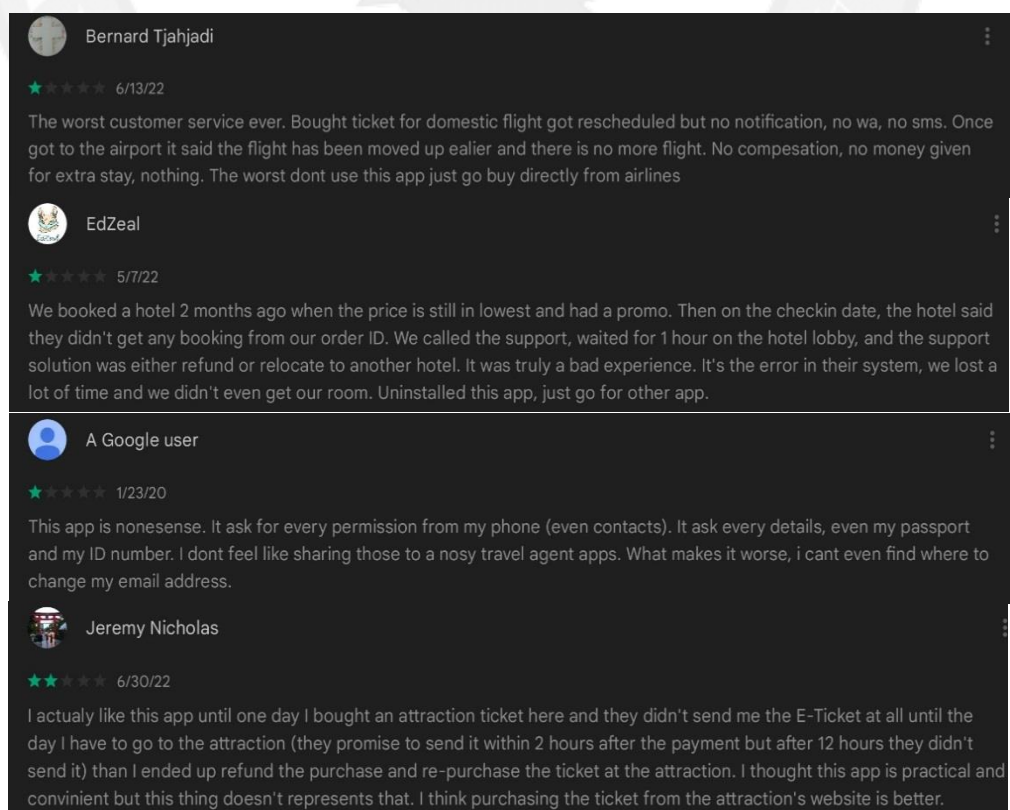 Bernard Tjahjadi
6/13/22
The worst customer service ever. Bought ticket for domestic flight got rescheduled but no notification, no wa, no sms. Once
got to the airport it said the flight has been moved up ealier and there is no more flight. No compesation, no money given
for extra stay, nothing. The worst dont use this app just go buy directly from airlines
EdZeal
5/7/22
We booked a hotel 2 months ago when the price is still in lowest and had a promo. Then on the checkin date, the hotel said
they didn't get any booking from our order ID. We called the support, waited for 1 hour on the hotel lobby, and the support
solution was either refund or relocate to another hotel. It was truly a bad experience. It's the error in their system, we lost a
lot of time and we didn't even get our room. Uninstalled this app, just go for other app.
A Google user
1/23/20
This app is nonesense. It ask for every permission from my phone (even contacts). It ask every details, even my passport
and my ID number. I dont feel like sharing those to a nosy travel agent apps. What makes it worse, i cant even find where to
change my email address.
Jeremy Nicholas
6/30/22
I actualy like this app until one day I bought an attraction ticket here and they didn't send me the E-Ticket at all until the
day I have to go to the attraction (they promise to send it within 2 hours after the payment but after 12 hours they didn't
send it) than I ended up refund the purchase and re-purchase the ticket at the attraction. I thought this app is practical and
convinient but this thing doesn't represents that. I think purchasing the ticket from the attraction's website is better.